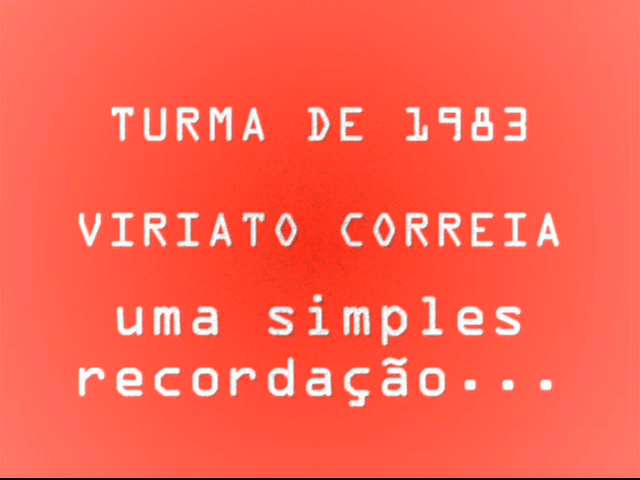 TURMA DE 1983
VIRIATO CORREIA
uma simples
recordação...